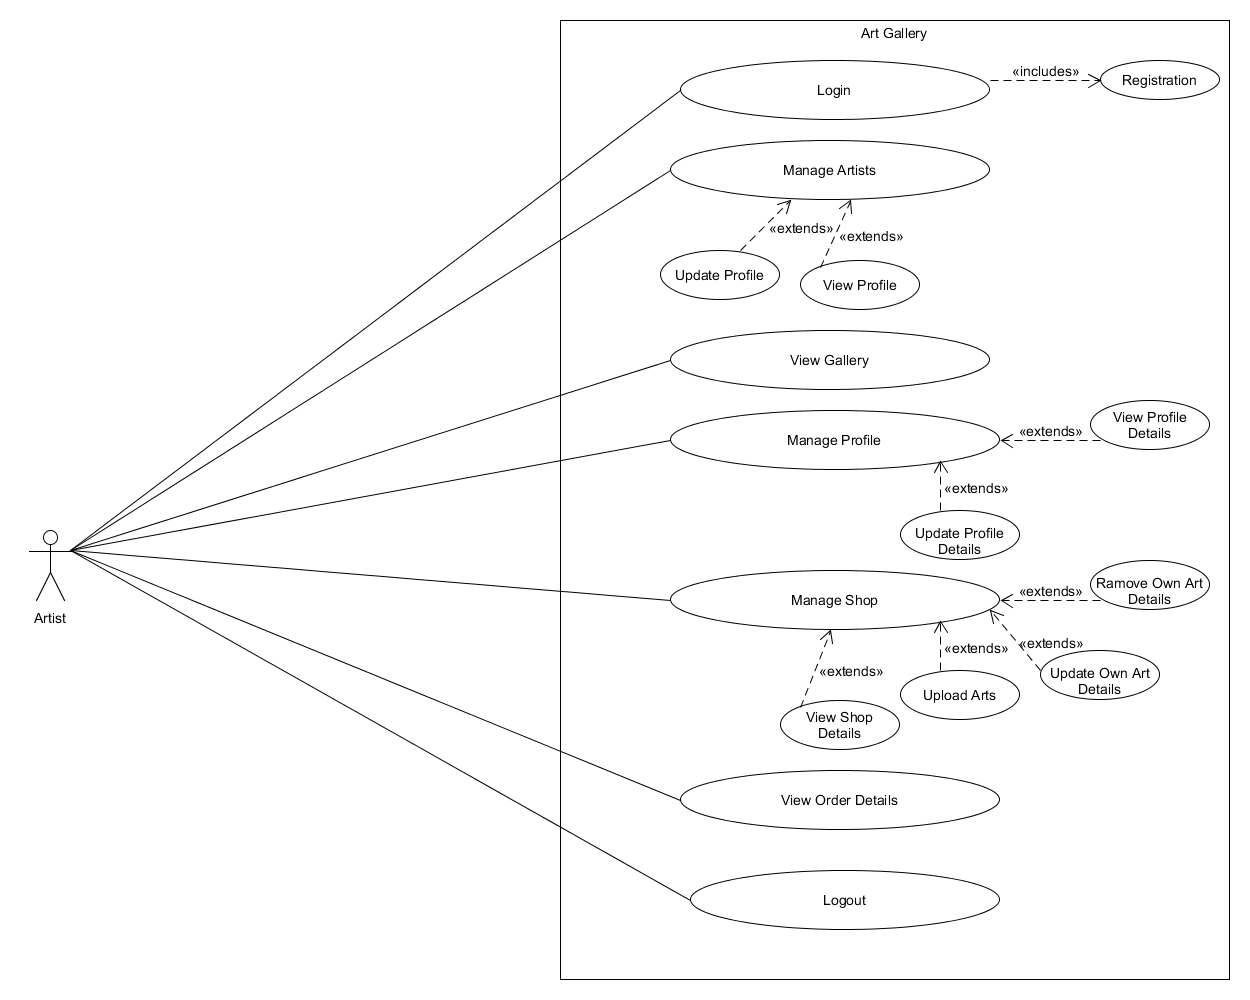 Art Gallery
Login
«includes»
Registration
Manage Artists
«extends»
«extends»
Update Profile
View Profile
View Gallery
Manage Profile
«extends»
View Profile
Details
«extends»
Update Profile
Details
Artist
Manage Shop
«extends»
Ramove Own Art
Details
«extends»
«extends»
«extends»
Update Own Art
Details
Upload Arts
View Shop
Details
View Order Details
Logout